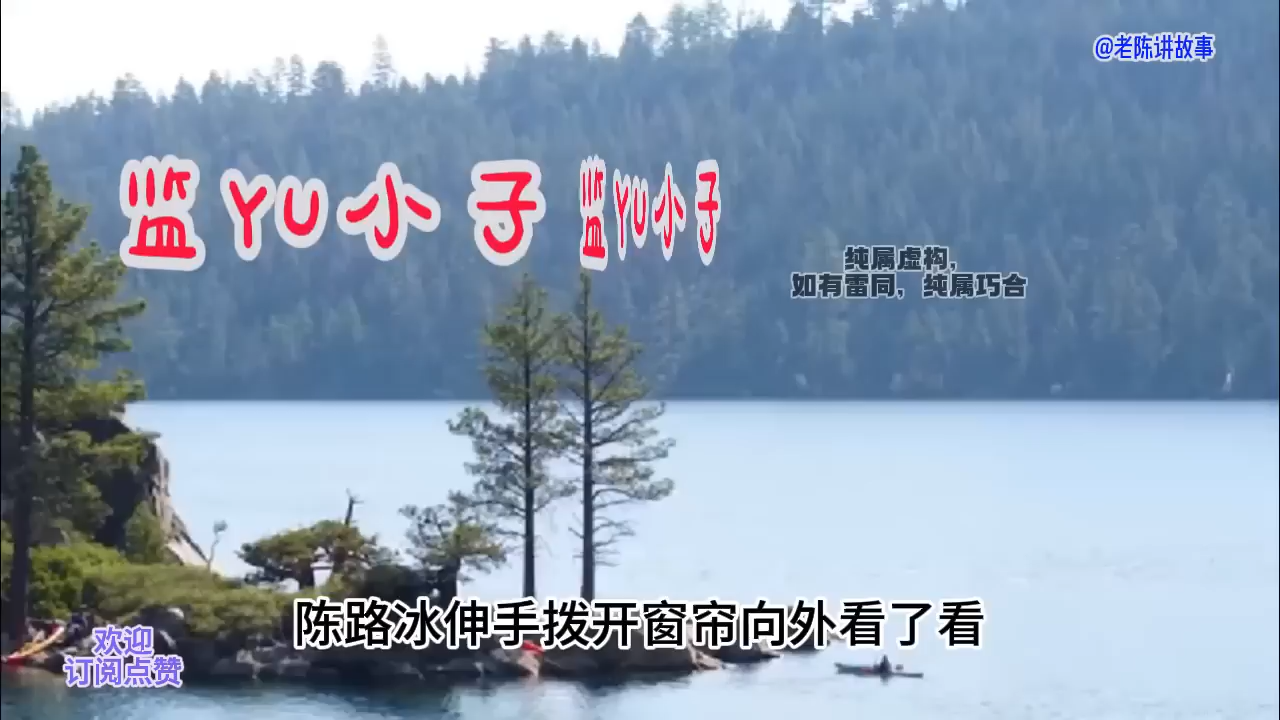 @老陈讲故事
监YU小子 监YU小子
纯属虚构,
如有雷同，纯属巧合
陈路冰伸手拨开窗帘向外看了看
欢迎
订阅点赞